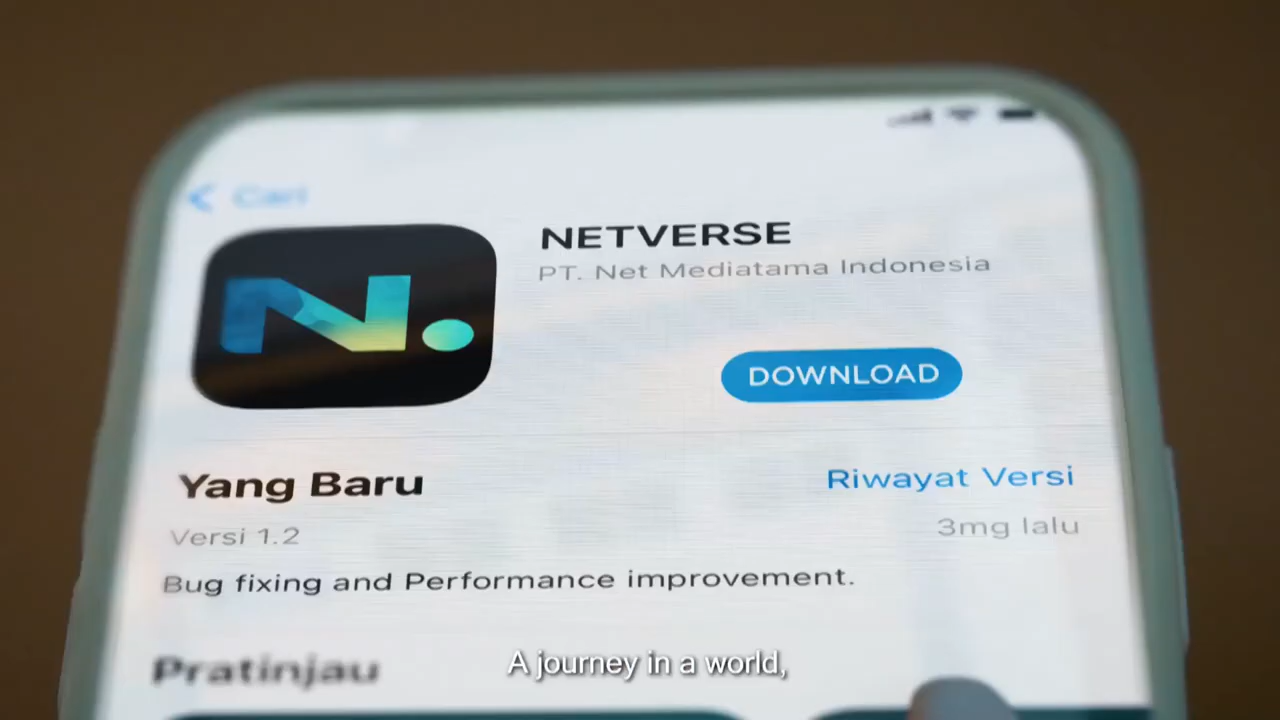 Cari
NETVERSE
PT. Net Mediatama Indonesia
N.
DOWNLOAD
Yang Baru
Riwayat Versi
Versi 1.2
3mg lalu
Bug fixing and Performance improvement.
Pratinjau
A journey in a world,